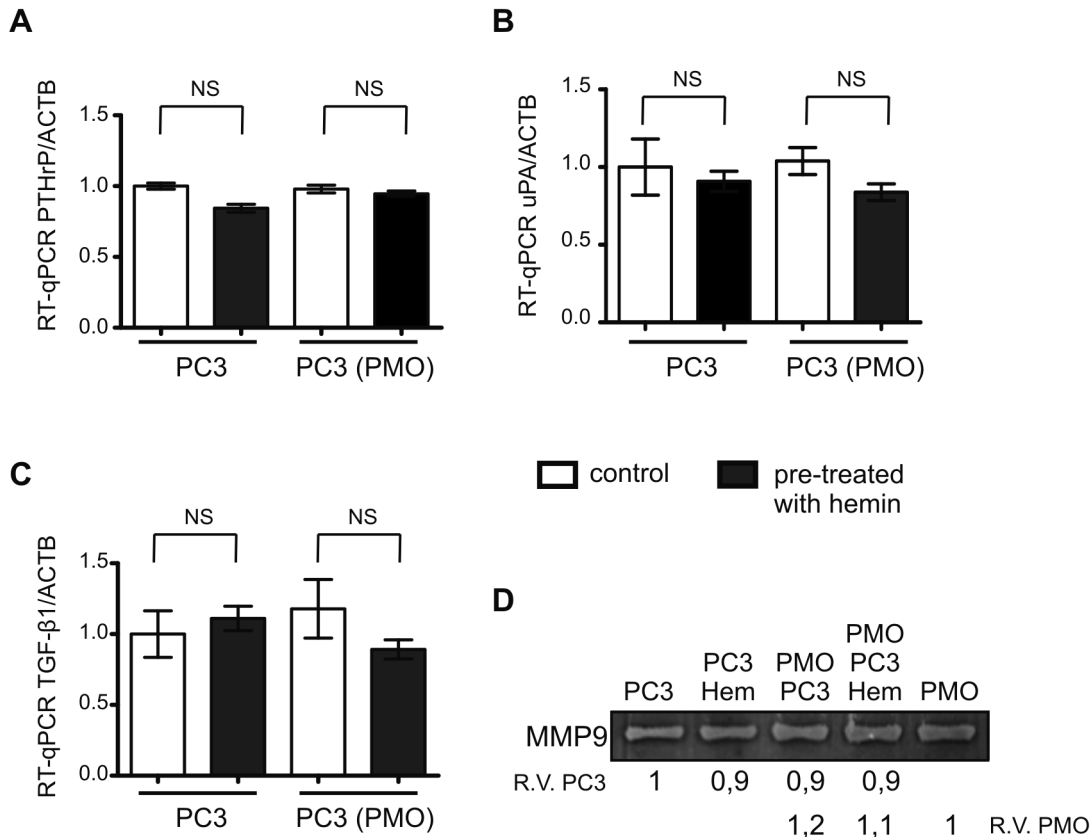 A
RT-qPCR PTHrP/ACTB
NS
NS
1.5
1.0
0.5
0.0
PC3
PC3 (PMO)
B
RT-qPCR uPA/ACTB
NS
NS
1.5
1.0
0.5
0.0
PC3
PC3 (PMO)
C
RT-qPCR TGF-β1/ACTB
NS
NS
1.5
1.0
0.5
0.0
PC3
PC3 (PMO)
control
pre-treated
with hemin
D
PMO
PC3 PMO PC3
PC3 Hem PC3 Hem PMO
MMP9
R.V. PC3 1 0,9 0,9 0,9
1,2 1,1 1 R.V. PMO